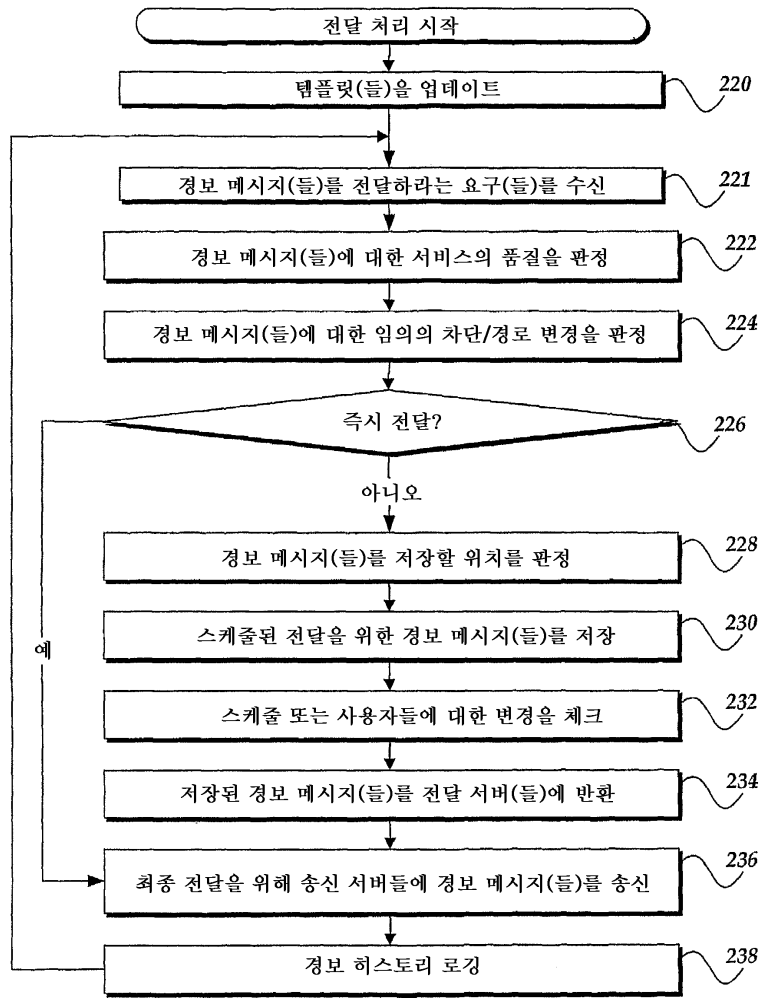 전달 처리 시작
템플릿(들)을 업데이트
220
경보 메시지(들)를 전달하라는 요구(들)를 수신
221
경보 메시지(들)에 대한 서비스의 품질을 판정
222
경보 메시지(들)에 대한 임의의 차단/경로 변경을 판정
224
즉시 전달?
226
아니오
경보 메시지(들)를 저장할 위치를 판정
228
스케줄된 전달을 위한 경보 메시지(들)를 저장
230
예
스케줄 또는 사용자들에 대한 변경을 체크
232
저장된 경보 메시지(들)를 전달 서버(들)에 반환
234
최종 전달을 위해 송신 서버들에 경보 메시지(들)를 송신
236
경보 히스토리 로깅
238